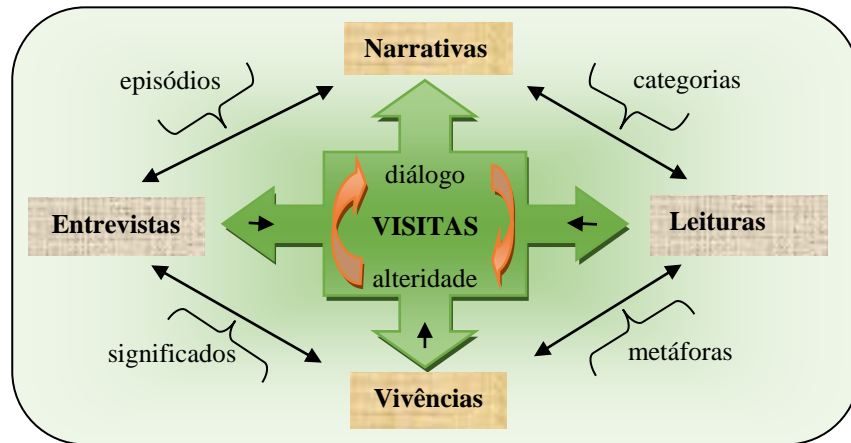 Narrativas
episódios
categorias
diálogo
Entrevistas
VISITAS
Leituras
alteridade
significados
metáforas
Vivências